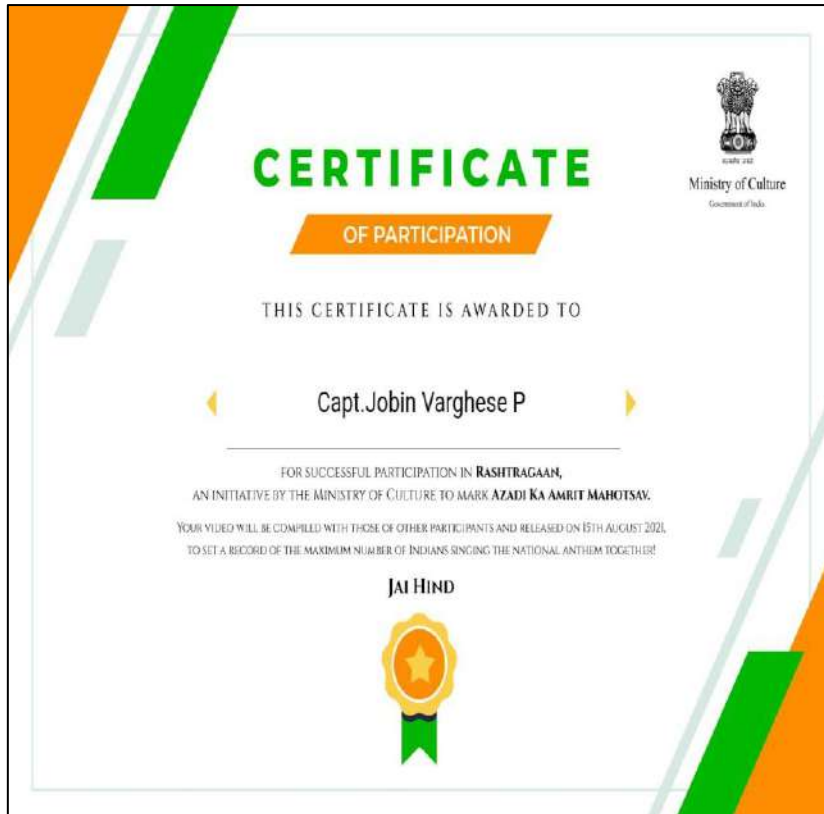 CERTIFICATE
OF PARTICIPATION
Ministry of Culture
Government of India
THIS CERTIFICATE IS AWARDED TO
Capt.Jobin Varghese P
FOR SUCCESSFUL PARTICIPATION IN RASHTRAGAAN,
AN INITIATIVE BY THE MINISTRY OF CULTURE TO MARK AZADI KA AMRIT MAHOTSAV.
YOUR VIDEO WILL BE COMPILED WITH THOSE OF OTHER PARTICIPANTS AND RELEASED ON 15TH AUGUST 2021,
TO SET A RECORD OF THE MAXIMUM NUMBER OF INDIANS SINGING THE NATIONAL ANTHEM TOGETHER!
JAI HIND